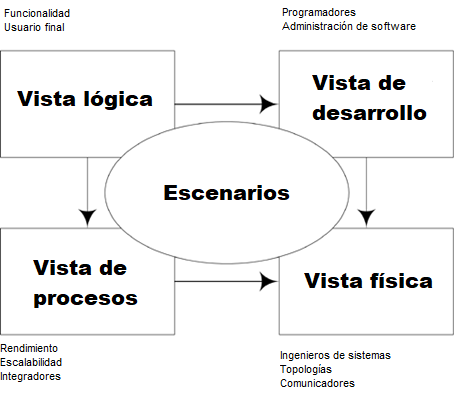 Funcionalidad
Usuario final
Programadores
Administración de software
Vista lógica
Vista de
desarrollo
Escenarios
Vista de
procesos
Vista física
Rendimiento
Escalabilidad
Integradores
Ingenieros de sistemas
Topologías
Comunicadores